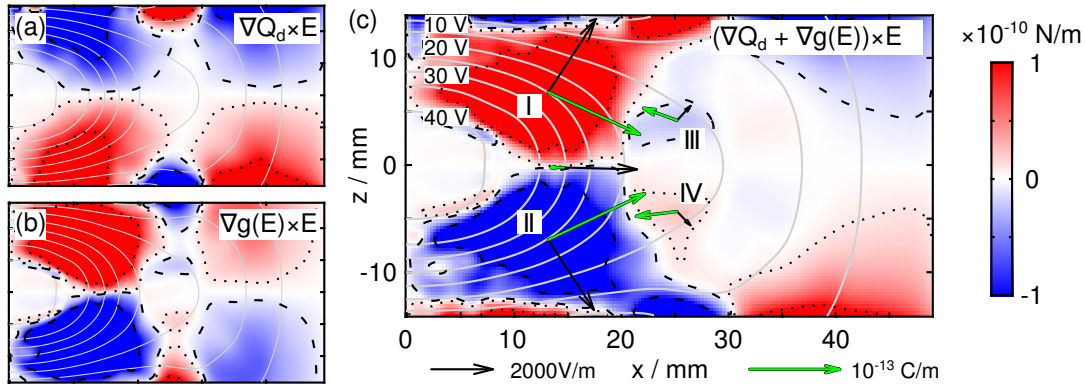 (a) ∇Q_d×E
(b) ∇g(E)×E
(c) (∇Q_d + ∇g(E))×E
10 V
20 V
30 V
40 V
I
II
III
IV
z / mm
10
0
-10
0 10 20 30 40
2000V/m x / mm 10^-13 C/m
×10^-10 N/m
1
0
-1